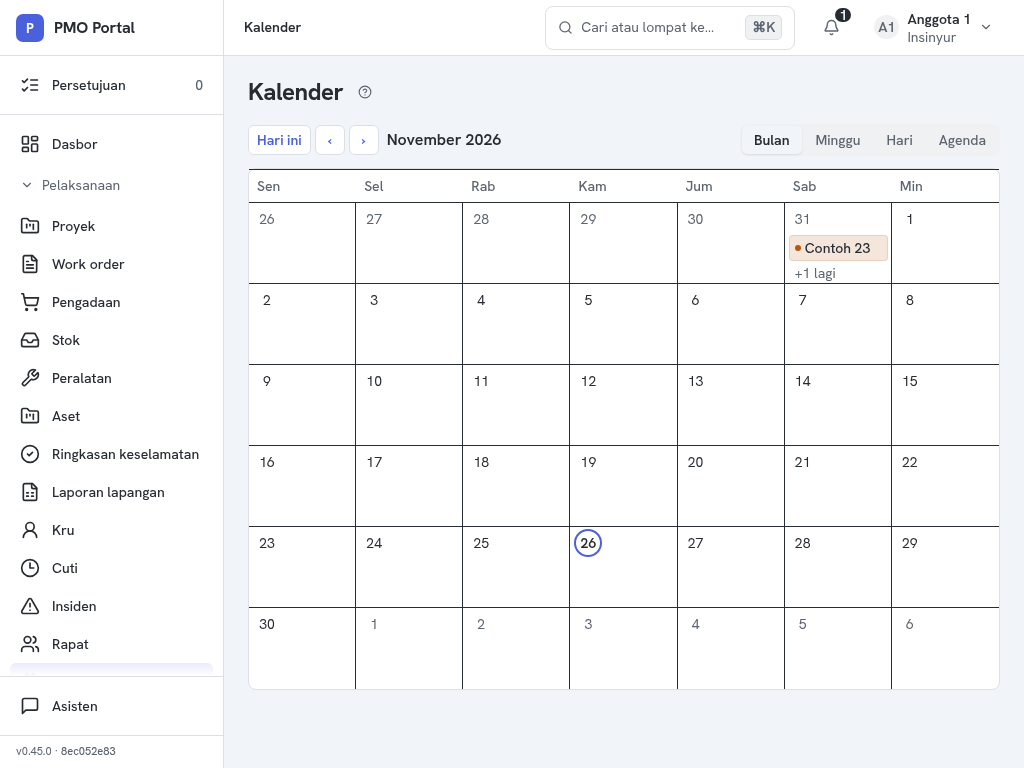 P PMO Portal
Persetujuan 0
Dasbor
Pelaksanaan
Proyek
Work order
Pengadaan
Stok
Peralatan
Aset
Ringkasan keselamatan
Laporan lapangan
Kru
Cuti
Insiden
Rapat
Asisten
v0.45.0 · 8ec052e83
Kalender
Cari atau lompat ke... ⌘K
1
A1
Anggota 1
Insinyur
Kalender
Hari ini ‹ › November 2026
Bulan Minggu Hari Agenda
Sen Sel Rab Kam Jum Sab Min
26 27 28 29 30 31 1
Contoh 23
+1 lagi
2 3 4 5 6 7 8
9 10 11 12 13 14 15
16 17 18 19 20 21 22
23 24 25 26 27 28 29
30 1 2 3 4 5 6